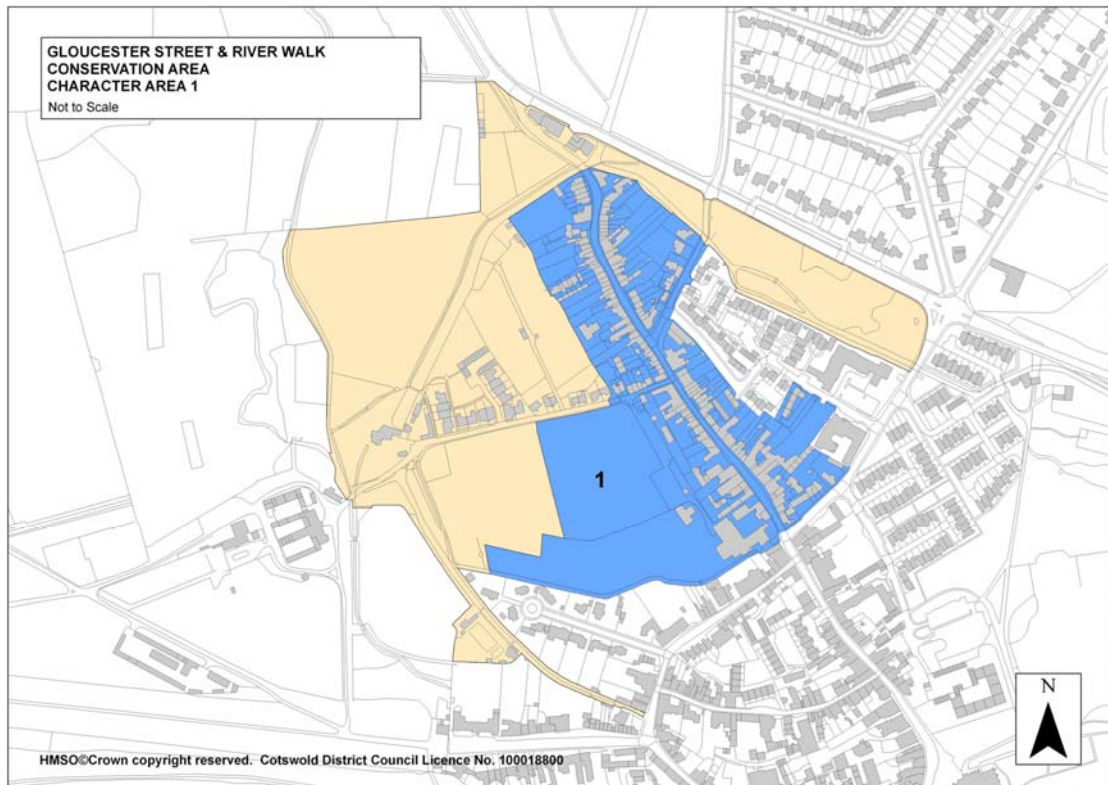 GLOUCESTER STREET & RIVER WALK
CONSERVATION AREA
CHARACTER AREA 1
Not to Scale
1
N
HMSO©Crown copyright reserved. Cotswold District Council Licence No. 100018800